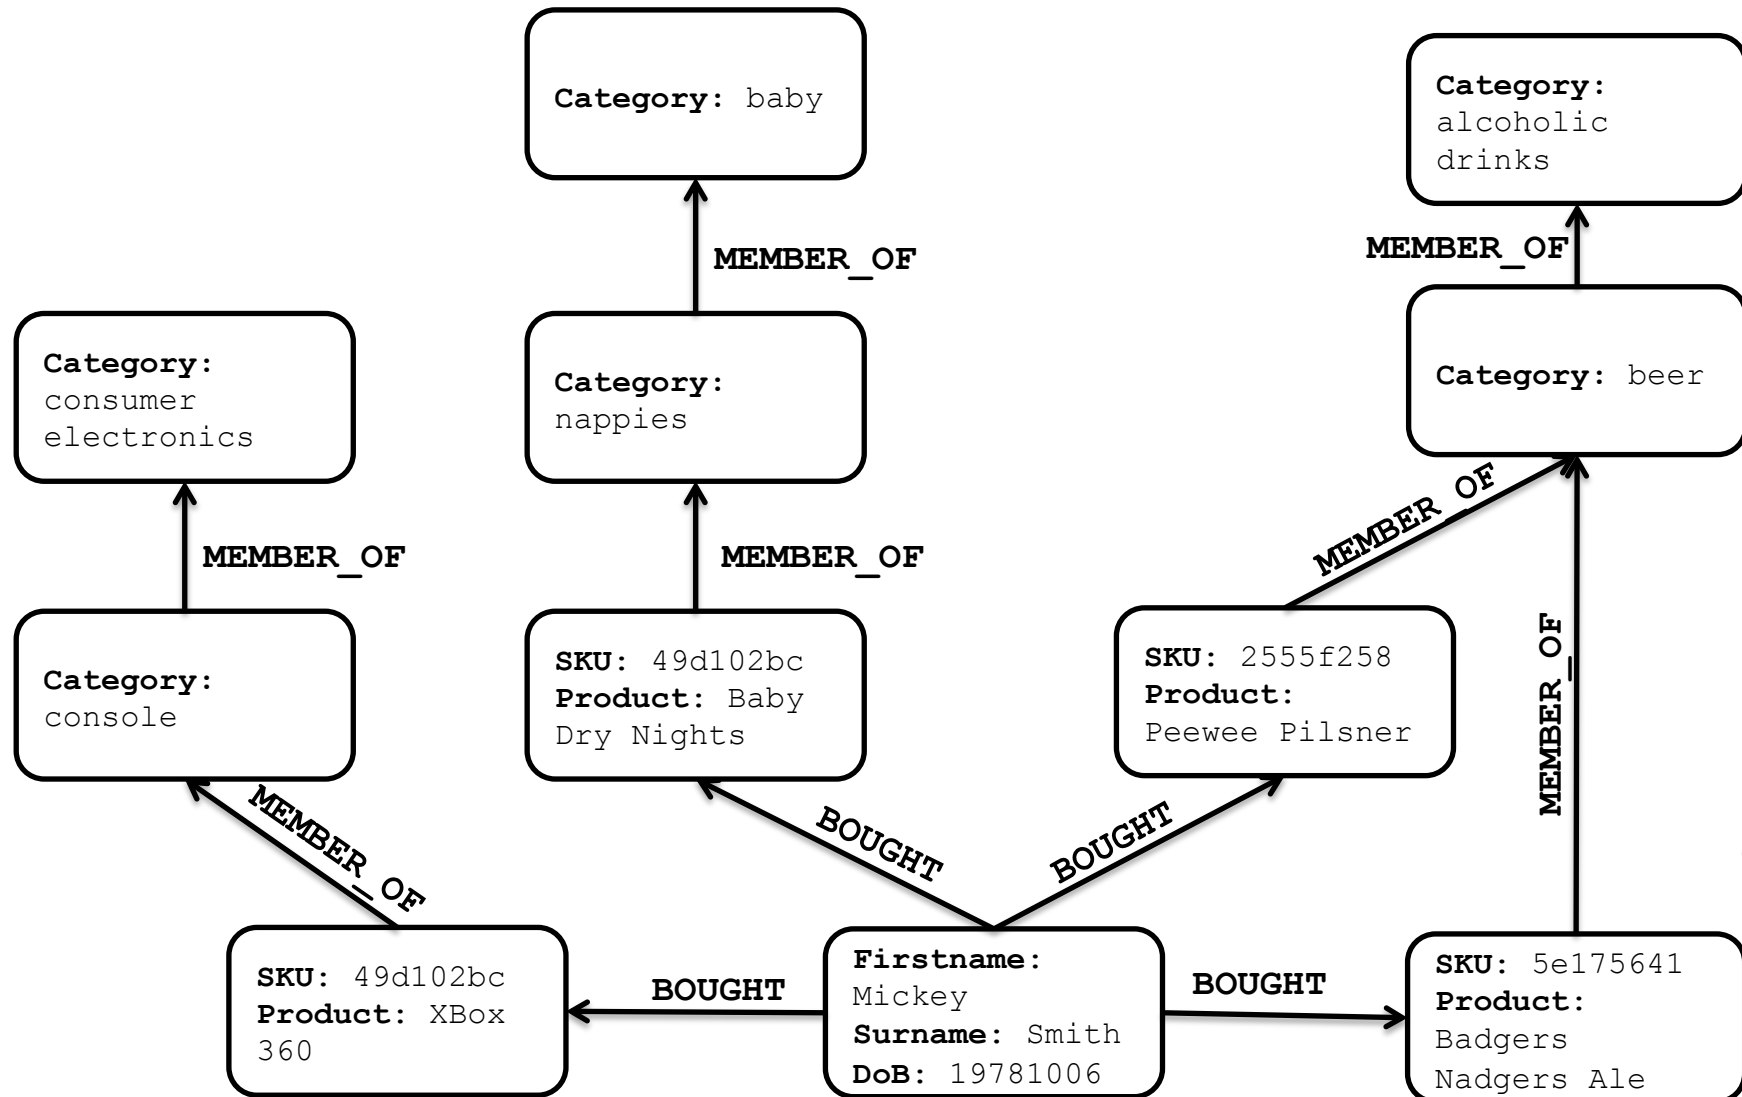 Category: baby
Category:
alcoholic
drinks
MEMBER_OF
MEMBER_OF
Category:
consumer
electronics
Category:
nappies
Category: beer
MEMBER_OF
MEMBER_OF
MEMBER_OF
MEMBER_OF
Category:
console
SKU: 49d102bc
Product: Baby
Dry Nights
SKU: 2555f258
Product:
Peewee Pilsner
MEMBER_OF
BOUGHT
BOUGHT
SKU: 49d102bc
Product: XBox
360
BOUGHT
Firstname:
Mickey
Surname: Smith
DoB: 19781006
BOUGHT
SKU: 5e175641
Product:
Badgers
Nadgers Ale